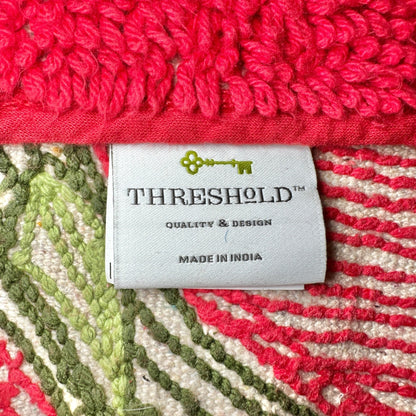 THRESHOLD™
QUALITY & DESIGN
MADE IN INDIA